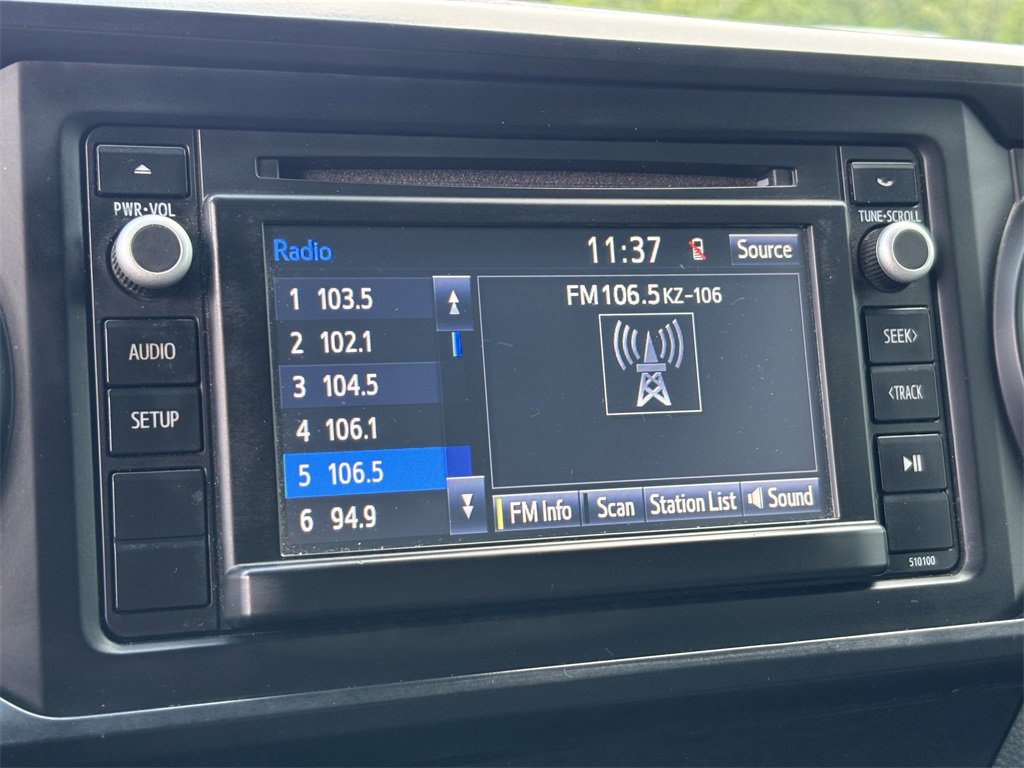 PWR•VOL
TUNE•SCROLL
AUDIO
SETUP
SEEK>
<TRACK
510100
Radio
11:37
Source
1 103.5
2 102.1
3 104.5
4 106.1
5 106.5
6 94.9
FM 106.5 KZ-106
FM Info
Scan
Station List
Sound